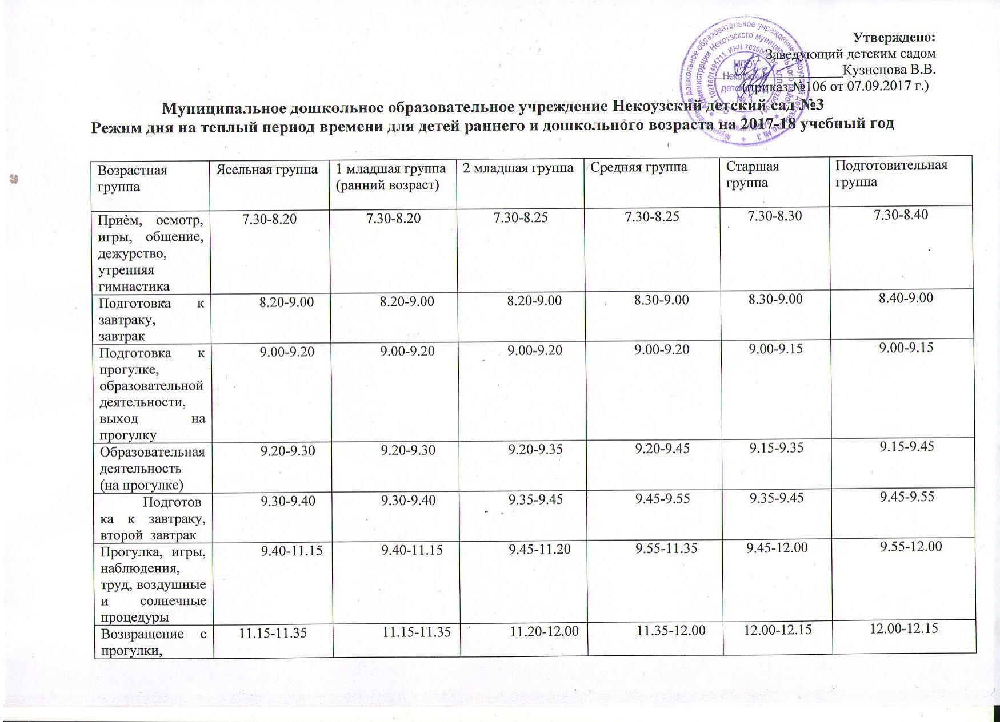 Утверждено:
Заведующий детским садом
Кузнецова В.В.
(приказ №106 от 07.09.2017 г.)
Муниципальное дошкольное образовательное учреждение Некоузский детский сад №3
Режим дня на теплый период времени для детей раннего и дошкольного возраста на 2017-18 учебный год
Возрастная
группа
Ясельная группа
1 младшая группа
(ранний возраст)
2 младшая группа
Средняя группа
Старшая
группа
Подготовительная
группа
Приѐм, осмотр,
игры, общение,
дежурство,
утренняя
гимнастика
7.30-8.20
7.30-8.20
7.30-8.25
7.30-8.25
7.30-8.30
7.30-8.40
Подготовка к
завтраку,
завтрак
8.20-9.00
8.20-9.00
8.20-9.00
8.30-9.00
8.30-9.00
8.40-9.00
Подготовка к
прогулке,
образовательной
деятельности,
выход на
прогулку
9.00-9.20
9.00-9.20
9.00-9.20
9.00-9.20
9.00-9.15
9.00-9.15
Образовательная
деятельность
(на прогулке)
9.20-9.30
9.20-9.30
9.20-9.35
9.20-9.45
9.15-9.35
9.15-9.45
Подготов
ка к завтраку,
второй завтрак
9.30-9.40
9.30-9.40
9.35-9.45
9.45-9.55
9.35-9.45
9.45-9.55
Прогулка, игры,
наблюдения,
труд, воздушные
и солнечные
процедуры
9.40-11.15
9.40-11.15
9.45-11.20
9.55-11.35
9.45-12.00
9.55-12.00
Возвращение с
прогулки,
11.15-11.35
11.15-11.35
11.20-12.00
11.35-12.00
12.00-12.15
12.00-12.15
МДОУ
Некоузский
детский сад
№ 3